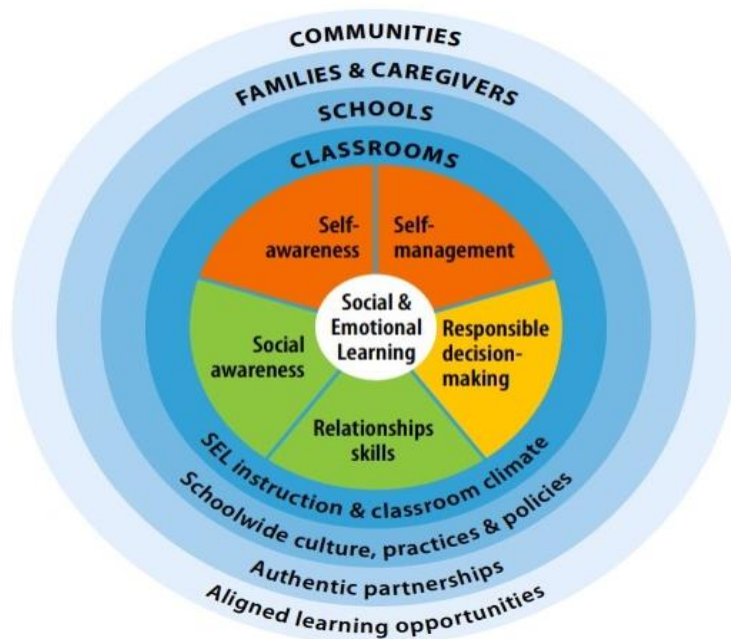 COMMUNITIES
FAMILIES & CAREGIVERS
SCHOOLS
CLASSROOMS
Self-
awareness
Self-
management
Social &
Emotional
Learning
Social
awareness
Responsible
decision-
making
Relationships
skills
SEL instruction & classroom climate
Schoolwide culture, practices & policies
Authentic partnerships
Aligned learning opportunities